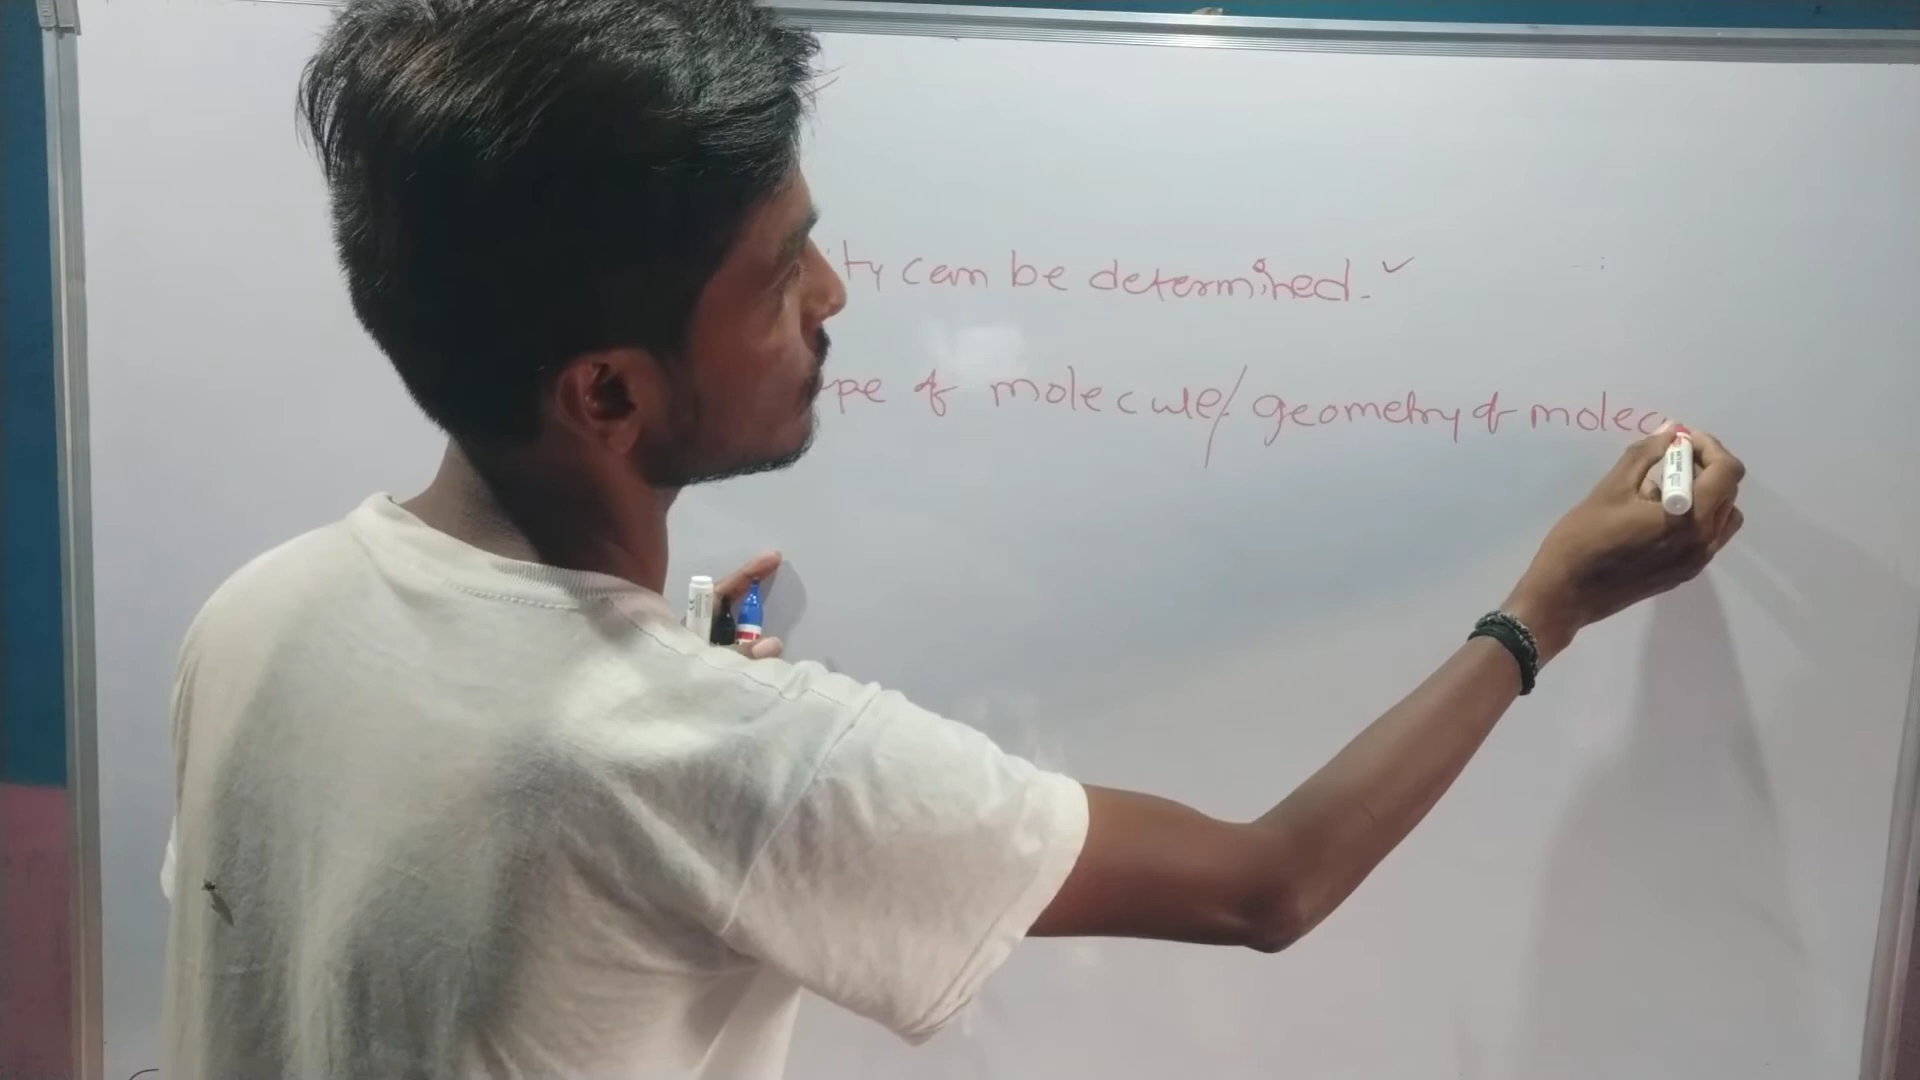 ty can be determined.
pe of molecule/ geometry of molec